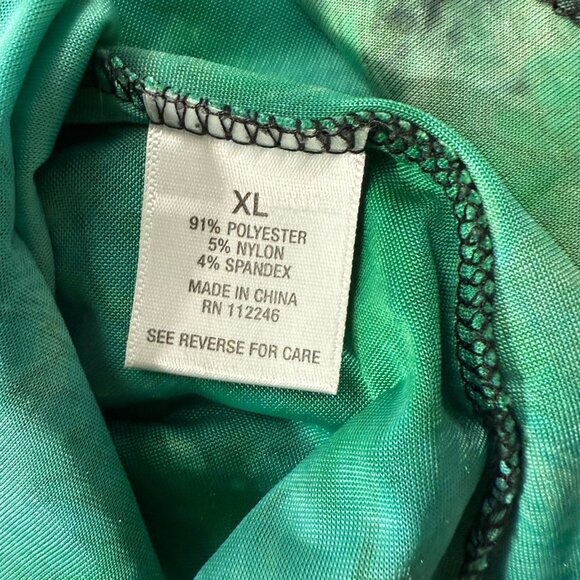 XL
91% POLYESTER
5% NYLON
4% SPANDEX
MADE IN CHINA
RN 112246
SEE REVERSE FOR CARE